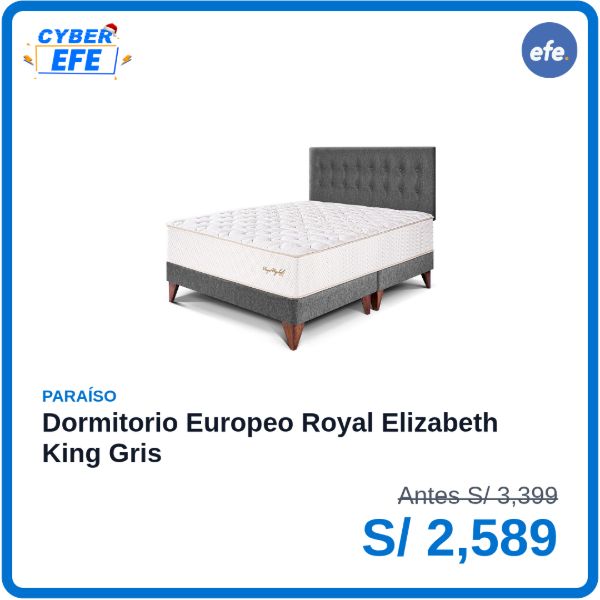 CYBER
EFE
efe.
PARAÍSO
Dormitorio Europeo Royal Elizabeth
King Gris
Antes S/ 3,399
S/ 2,589